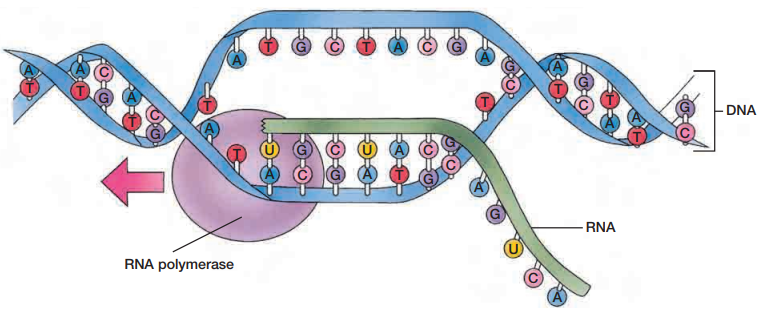 A T G C T A C G A
A A C A C
T T G T G
T
A
T
G A G T A G
C T C A T C
T
DNA
U G C U A C G
A C G A T G C
A
G
U
C
A
RNA
RNA polymerase